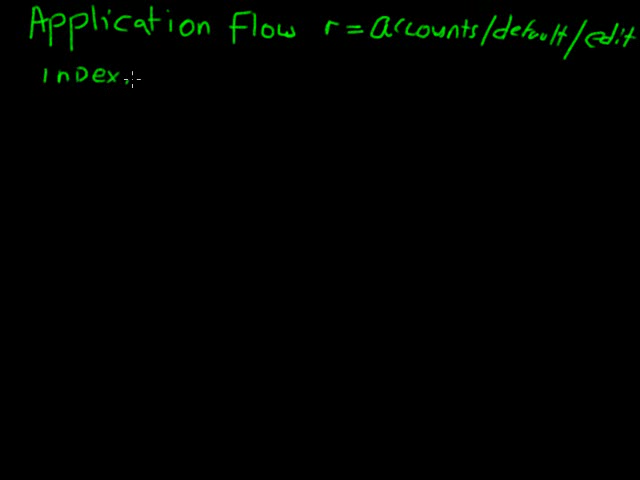 Application Flow r = accounts/default/edit
index.